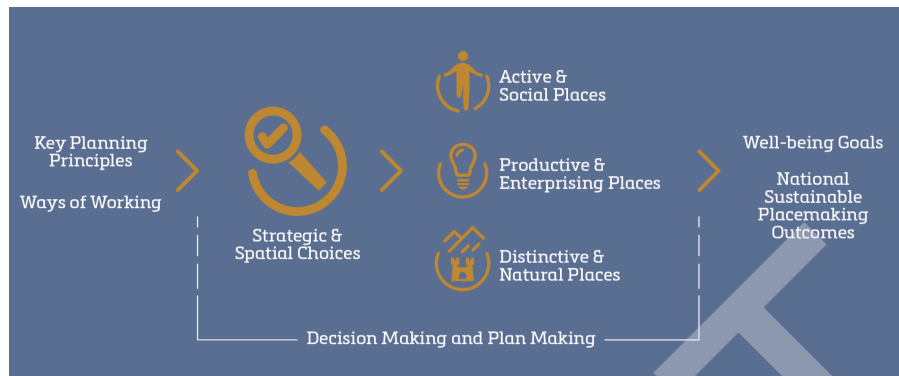 Key Planning
Principles
Ways of Working
Strategic &
Spatial Choices
Active &
Social Places
Productive &
Enterprising Places
Distinctive &
Natural Places
Well-being Goals
National
Sustainable
Placemaking
Outcomes
Decision Making and Plan Making